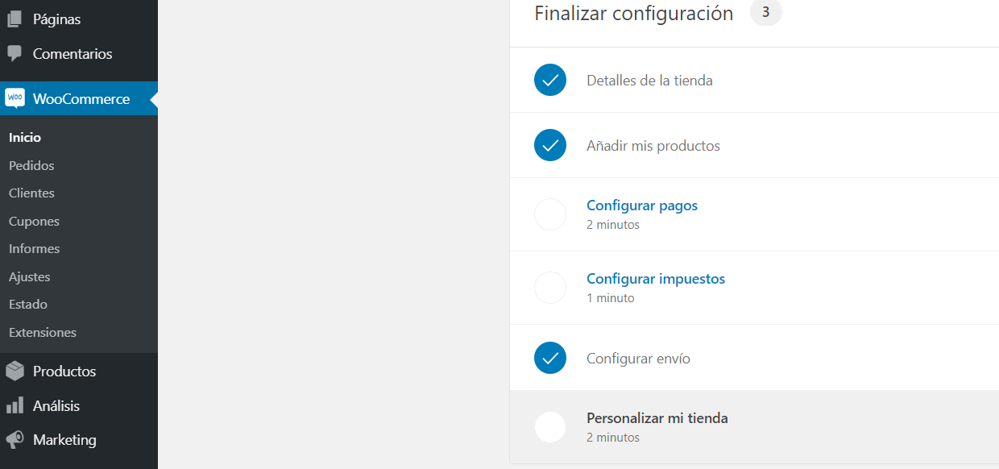 Páginas
Comentarios
Woo WooCommerce
Inicio
Pedidos
Clientes
Cupones
Informes
Ajustes
Estado
Extensiones
Productos
Análisis
Marketing
Finalizar configuración 3
Detalles de la tienda
Añadir mis productos
Configurar pagos
2 minutos
Configurar impuestos
1 minuto
Configurar envío
Personalizar mi tienda
2 minutos